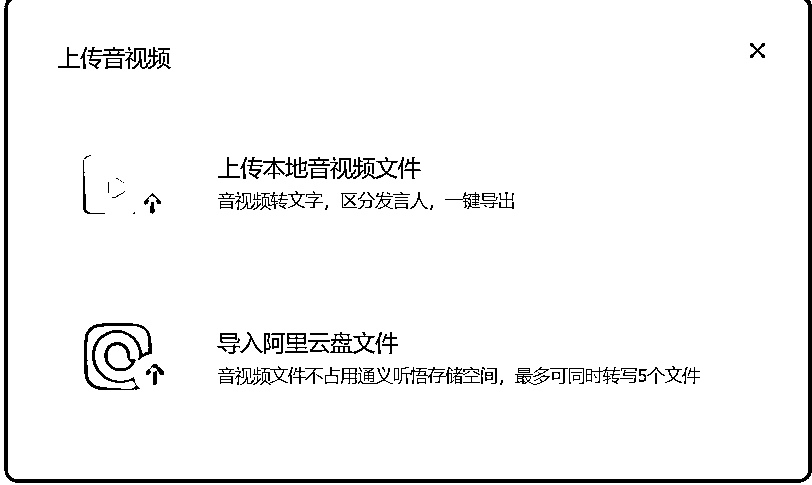 上传音视频
上传本地音视频文件
音视频转文字，区分发言人，一键导出
导入阿里云盘文件
音视频文件不占用通义听悟存储空间，最多可同时转写5个文件